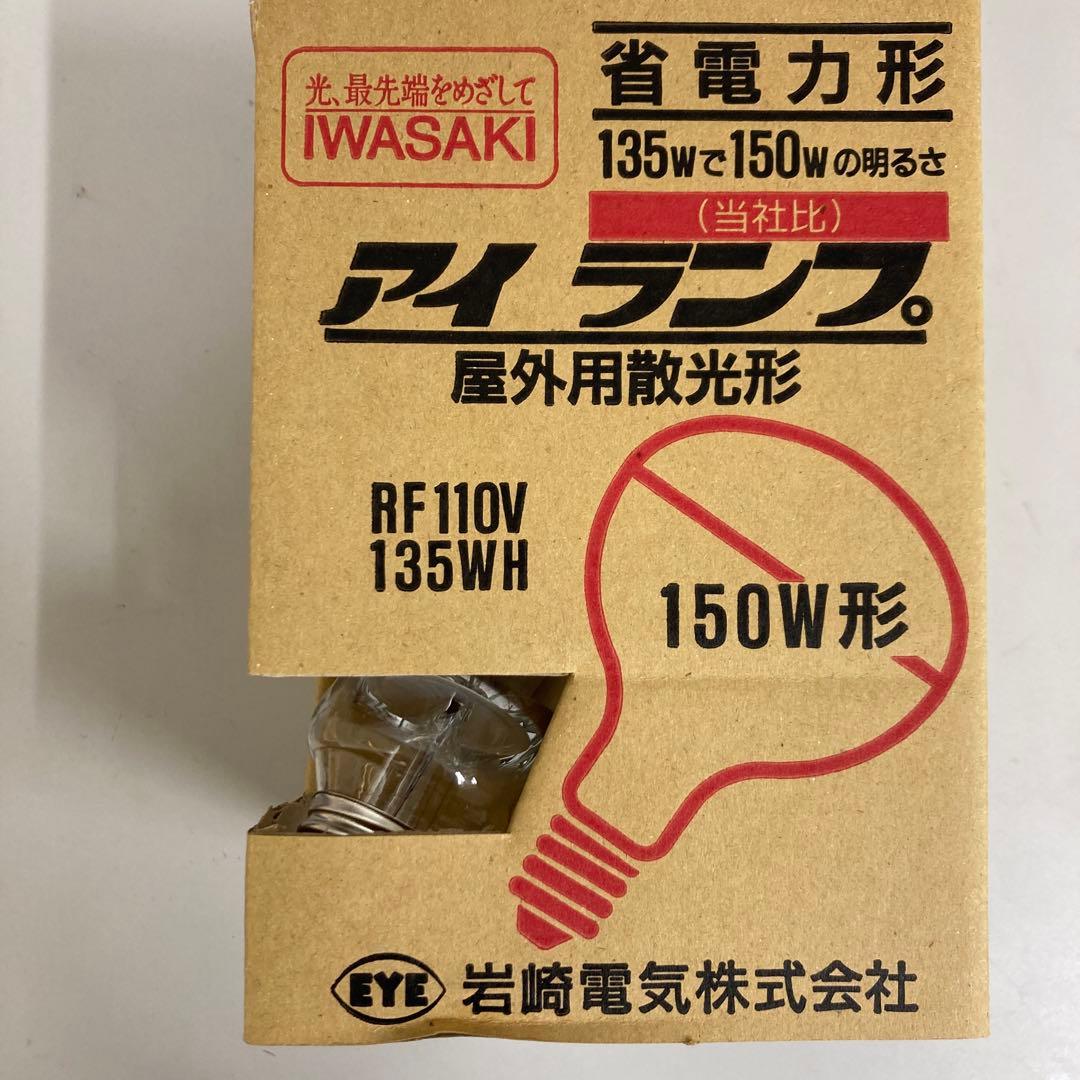 光、最先端をめざして
IWASAKI
省電力形
135Wで150Wの明るさ
(当社比)
アイ ランプ。
屋外用散光形
RF110V
135WH
150W形
EYE 岩崎電気株式会社